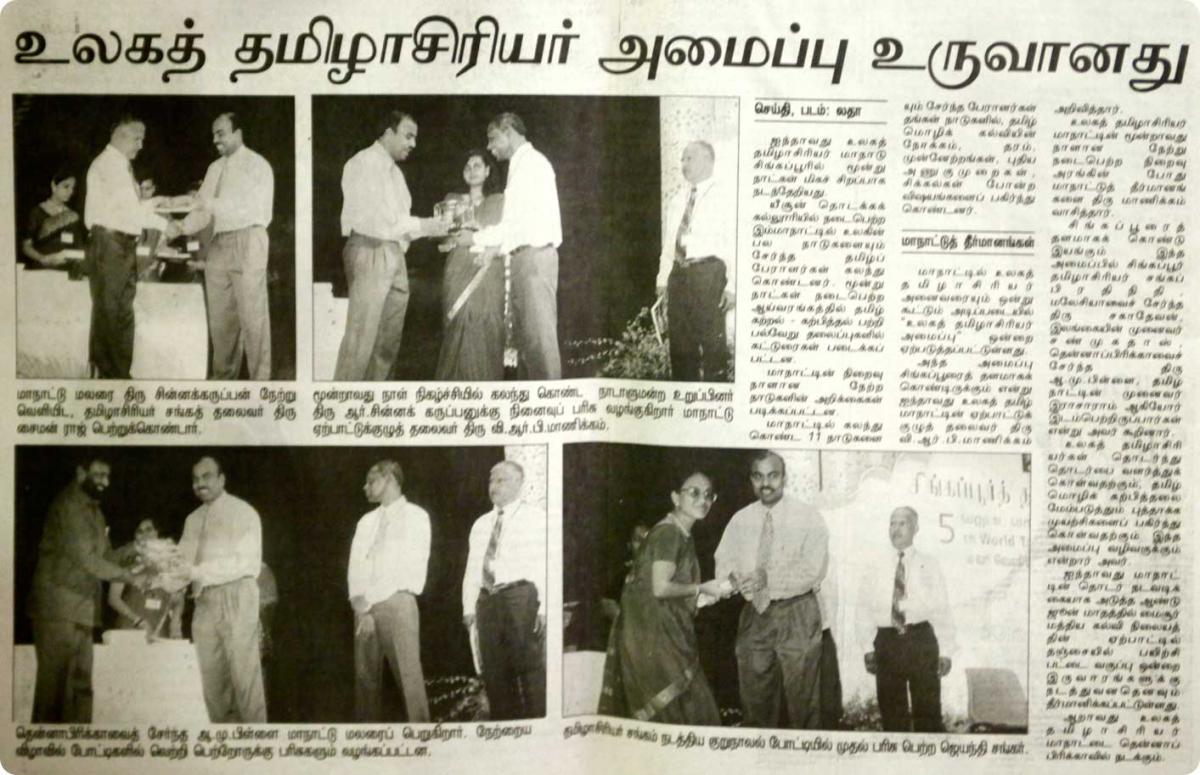 உலகத் தமிழாசிரியர் அமைப்பு உருவானது
மாநாட்டு மலரை திரு சின்னக்கருப்பன் நேற்று
வெளியிட, தமிழாசிரியர் சங்கத் தலைவர் திரு
சைமன் ராஜ் பெற்றுக்கொண்டார்.
மூன்றாவது நாள் நிகழ்ச்சியில் கலந்து கொண்ட நாடாளுமன்ற உறுப்பினர்
திரு ஆர்.சின்னக் கருப்பனுக்கு நினைவுப் பரிசு வழங்குகிறார் மாநாட்டு
ஏற்பாட்டுக்குழுத் தலைவர் திரு வி.ஆர்.பி.மாணிக்கம்.
தென்னாபிரிக்காவைச் சேர்ந்த ஆ.மு.பிள்ளை மாநாட்டு மலரைப் பெறுகிறார். நேற்றைய
விழாவில் போட்டிகளில் வெற்றி பெற்றோருக்கு பரிசுகளும் வழங்கப்பட்டன.
சிங்கப்பூர்த் த
5
தமிழாசிரியர் சங்கம் நடத்திய குறுநாவல் போட்டியில் முதல் பரிசு பெற்ற ஜெயந்தி சங்கர்.
செய்தி, படம்: லதா
ஐந்தாவது உலகத்
தமிழாசிரியர் மாநாடு
சிங்கப்பூரில் மூன்று
நாட்கள் மிகச் சிறப்பாக
நடந்தேறியது.
யீசூன் தொடக்கக்
கல்லூரியில் நடைபெற்ற
இம்மாநாட்டில் உலகின்
பல நாடுகளையும்
சேர்ந்த தமிழ்ப்
பேராளர்கள் கலந்து
கொண்டனர். மூன்று
நாட்கள் நடைபெற்ற
ஆய்வரங்கத்தில் தமிழ்
கற்றல் - கற்பித்தல் பற்றி
பல்வேறு தலைப்புகளில்
கட்டுரைகள் படைக்கப்
பட்டன.
மாநாட்டின் நிறைவு
நாளான நேற்று
நாடுகளின் அறிக்கைகள்
படிக்கப்பட்டன.
மாநாட்டில் கலந்து
கொண்ட 11 நாடுகளை
யும் சேர்ந்த பேராளர்கள்
தங்கள் நாடுகளில், தமிழ்
மொழிக் கல்வியின்
நோக்கம், தரம்,
முன்னேற்றங்கள், புதிய
அணுகுமுறைகள்,
சிக்கல்கள் போன்ற
விஷயங்களைப் பகிர்ந்து
கொண்டனர்.
மாநாட்டுத் தீர்மானங்கள்
மாநாட்டில் உலகத்
தமிழாசிரியர்
அனைவரையும் ஒன்று
கூட்டும் அடிப்படையில்
"உலகத் தமிழாசிரியர்
அமைப்பு" ஒன்றை
ஏற்படுத்தப்பட்டுள்ளது.
அந்த அமைப்பு
சிங்கப்பூரைத் தளமாகக்
கொண்டிருக்கும் என்று
ஐந்தாவது உலகத் தமிழ்
மாநாட்டின் ஏற்பாட்டுக்
குழுத் தலைவர் திரு
வி.ஆர்.பி.மாணிக்கம்
அறிவித்தார்.
உலகத் தமிழாசிரியர்
மாநாட்டின் மூன்றாவது
நாளான நேற்று
நடைபெற்ற நிறைவு
அரங்கின் போது
மாநாட்டுத் தீர்மானங்
களை திரு மாணிக்கம்
வாசித்தார்.
சிங்கப்பூரைத்
தளமாகக் கொண்டு
இயங்கும் இந்த
அமைப்பில் சிங்கப்பூர்
தமிழாசிரியர் சங்கப்
பிரதிநிதி,
மலேசியாவைச் சேர்ந்த
திரு சகாதேவன்,
இலங்கையின் முனைவர்
சண்முகதாஸ்,
தென்னாப்பிரிக்காவைச்
சேர்ந்த திரு
ஆ.மு.பிள்ளை, தமிழ்
நாட்டின் முனைவர்
இராசாராம் ஆகியோர்
இடம்பெற்றிருப்பார்கள்
என்று அவர் கூறினார்.
உலகத் தமிழாசிரி
யர்கள் தொடர்ந்து
தொடர்பை வளர்த்துக்
கொள்வதற்கும், தமிழ்
மொழிக் கற்பித்தலை
மேம்படுத்தும் புத்தாக்க
முயற்சிகளைப் பகிர்ந்து
கொள்வதற்கும் இந்த
அமைப்பு வழிவகுக்கும்
என்றார் அவர்.
ஐந்தாவது மாநாட்
டின் தொடர் நடவடிக்
கையாக அடுத்த ஆண்டு
ஜூன் மாதத்தில் மைசூர்
மத்திய கல்வி நிலையத்
தின் ஏற்பாட்டில்
தஞ்சையில் பயிற்சி
பட்டை வகுப்பு ஒன்றை
இருவாரங்களுக்கு
நடத்துவதெனவும்
தீர்மானிக்கப்பட்டுள்ளது.
ஆறாவது உலகத்
தமிழாசிரியர்
மாநாட்டை தென்னாப்
பிரிக்காவில் நடக்கும்.